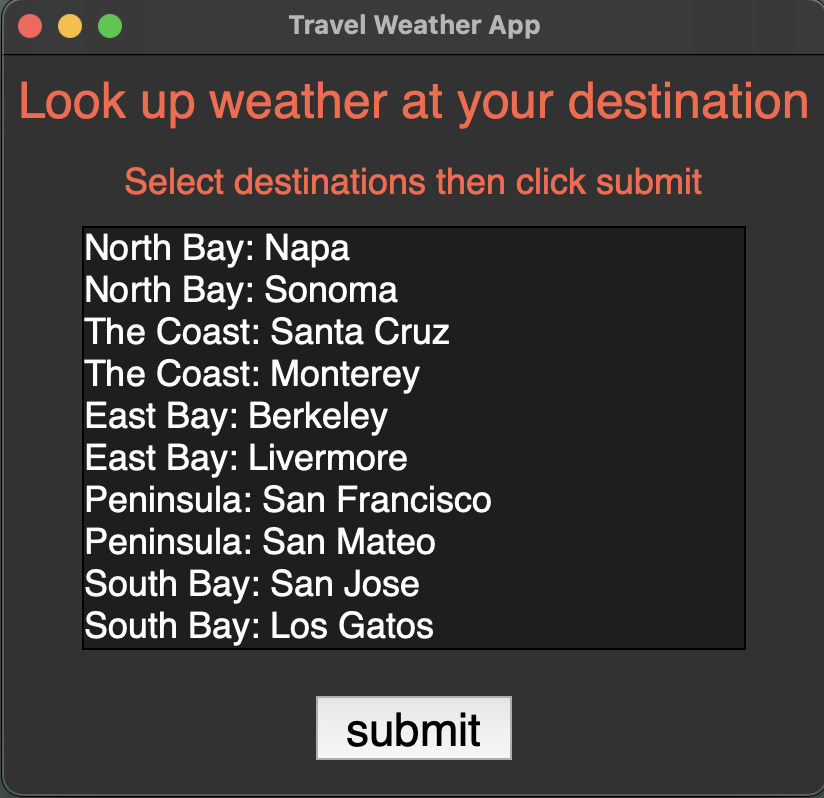 Travel Weather App
Look up weather at your destination
Select destinations then click submit
North Bay: Napa
North Bay: Sonoma
The Coast: Santa Cruz
The Coast: Monterey
East Bay: Berkeley
East Bay: Livermore
Peninsula: San Francisco
Peninsula: San Mateo
South Bay: San Jose
South Bay: Los Gatos
submit